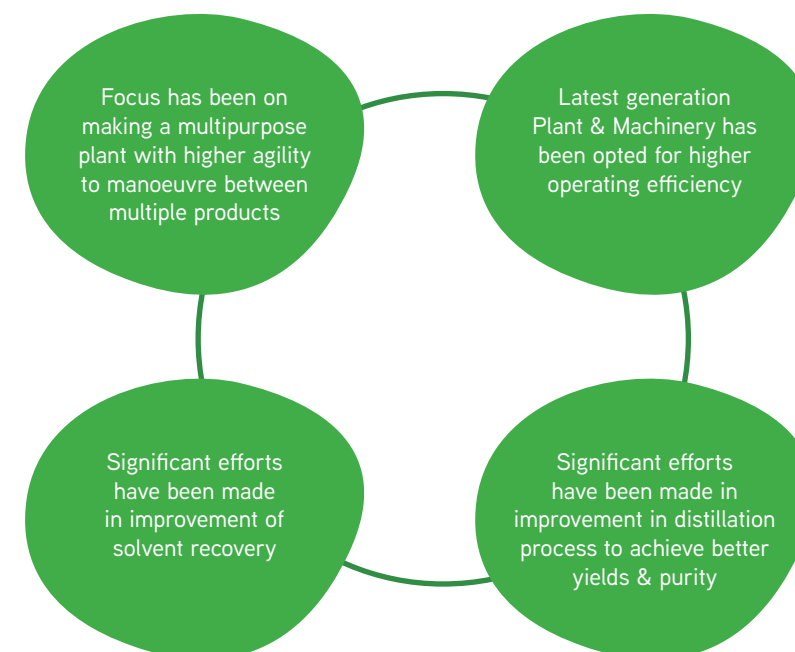 Focus has been on
making a multipurpose
plant with higher agility
to manoeuvre between
multiple products
Latest generation
Plant & Machinery has
been opted for higher
operating efficiency
Significant efforts
have been made
in improvement of
solvent recovery
Significant efforts
have been made in
improvement in distillation
process to achieve better
yields & purity